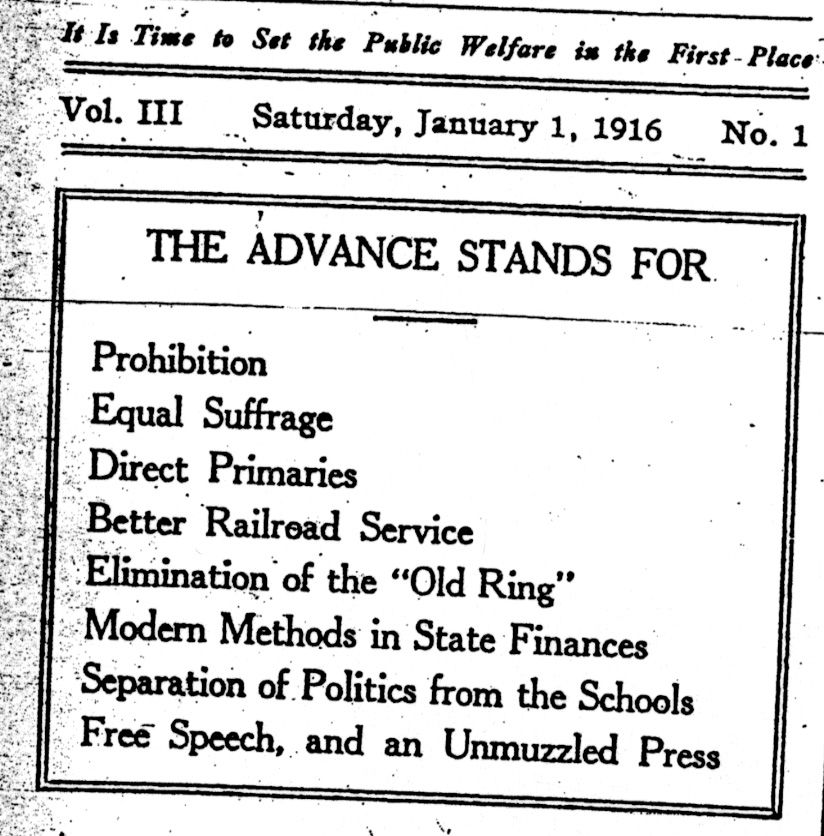 It Is Time to Set the Public Welfare in the First-Place
Vol. III Saturday, January 1, 1916 No. 1
THE ADVANCE STANDS FOR
Prohibition
Equal Suffrage
Direct Primaries
Better Railroad Service
Elimination of the “Old Ring”
Modern Methods in State Finances
Separation of Politics from the Schools
Free Speech, and an Unmuzzled Press